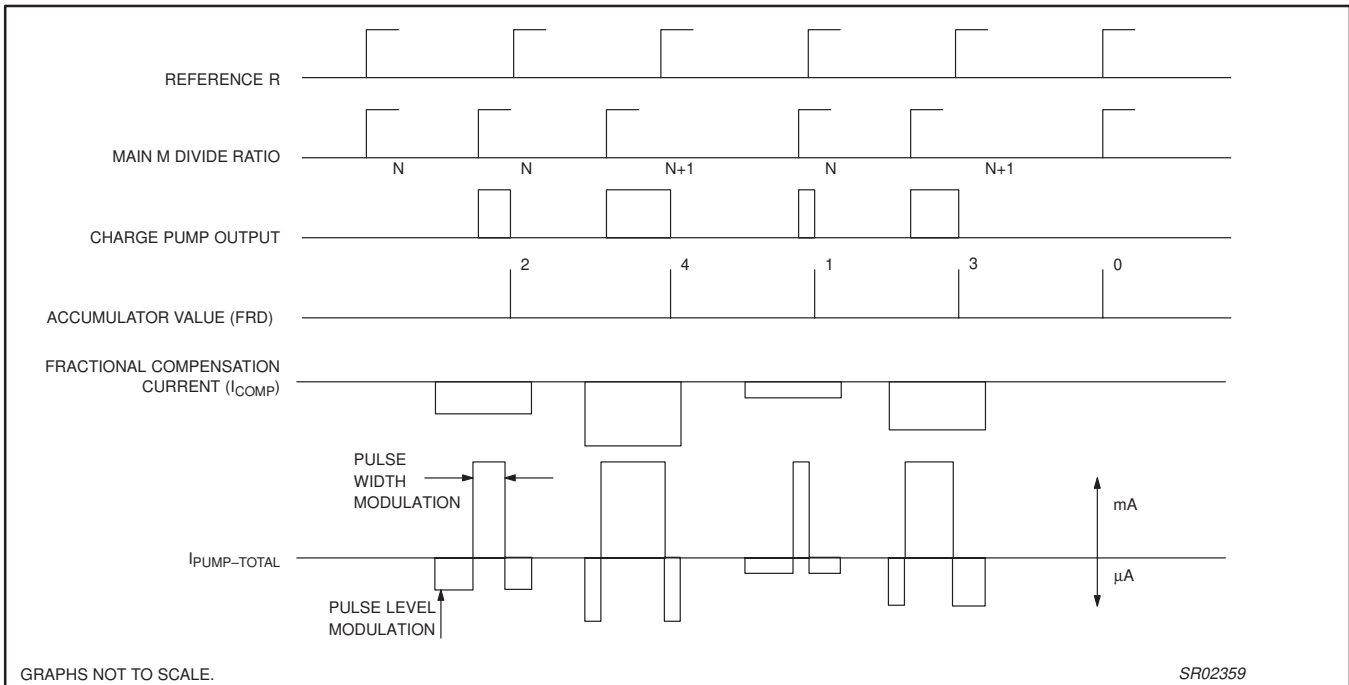 REFERENCE R
MAIN M DIVIDE RATIO
N N N+1 N N+1
CHARGE PUMP OUTPUT
2 4 1 3 0
ACCUMULATOR VALUE (FRD)
FRACTIONAL COMPENSATION
CURRENT (ICOMP)
PULSE
WIDTH
MODULATION
mA
IPUMP–TOTAL
µA
PULSE LEVEL
MODULATION
GRAPHS NOT TO SCALE.
SR02359